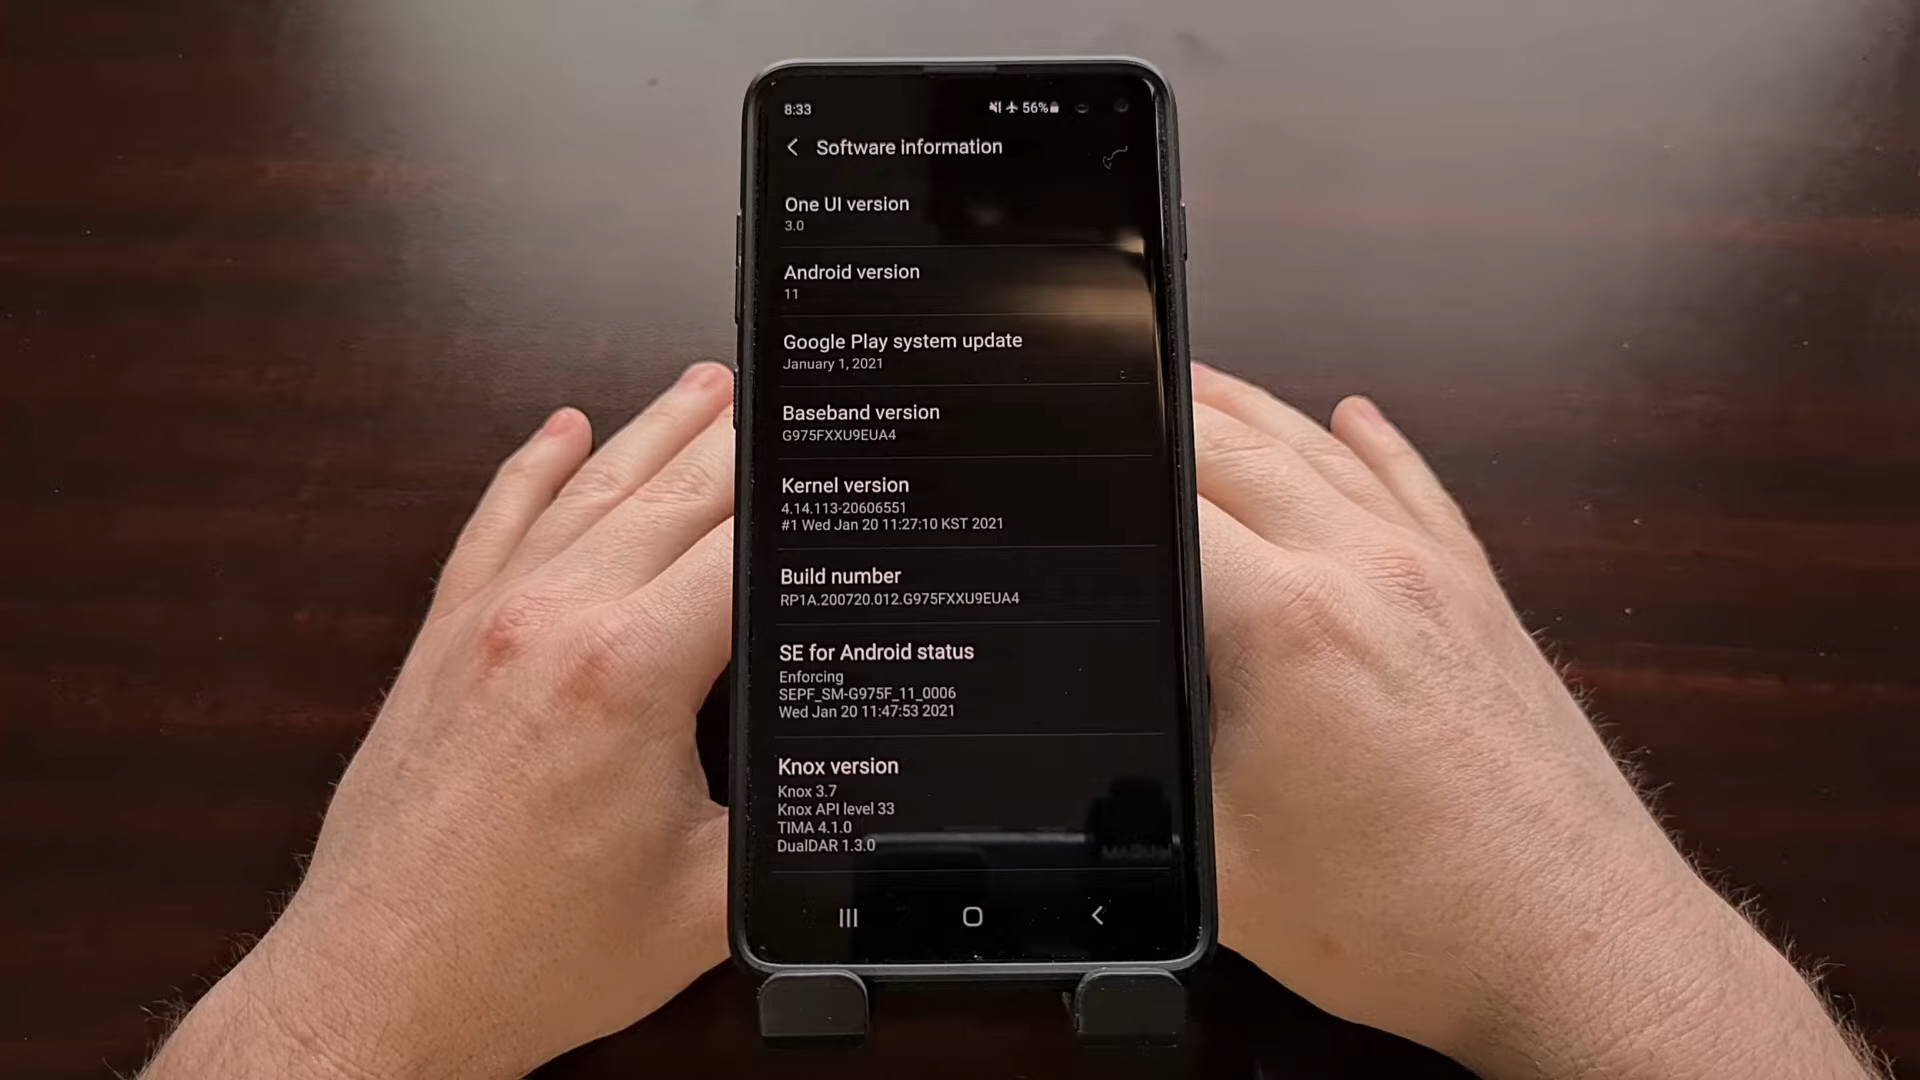 8:33
56%
Software information
One UI version
3.0
Android version
11
Google Play system update
January 1, 2021
Baseband version
G975FXXU9EUA4
Kernel version
4.14.113-20606551
#1 Wed Jan 20 11:27:10 KST 2021
Build number
RP1A.200720.012.G975FXXU9EUA4
SE for Android status
Enforcing
SEPF_SM-G975F_11_0006
Wed Jan 20 11:47:53 2021
Knox version
Knox 3.7
Knox API level 33
TIMA 4.1.0
DualDAR 1.3.0